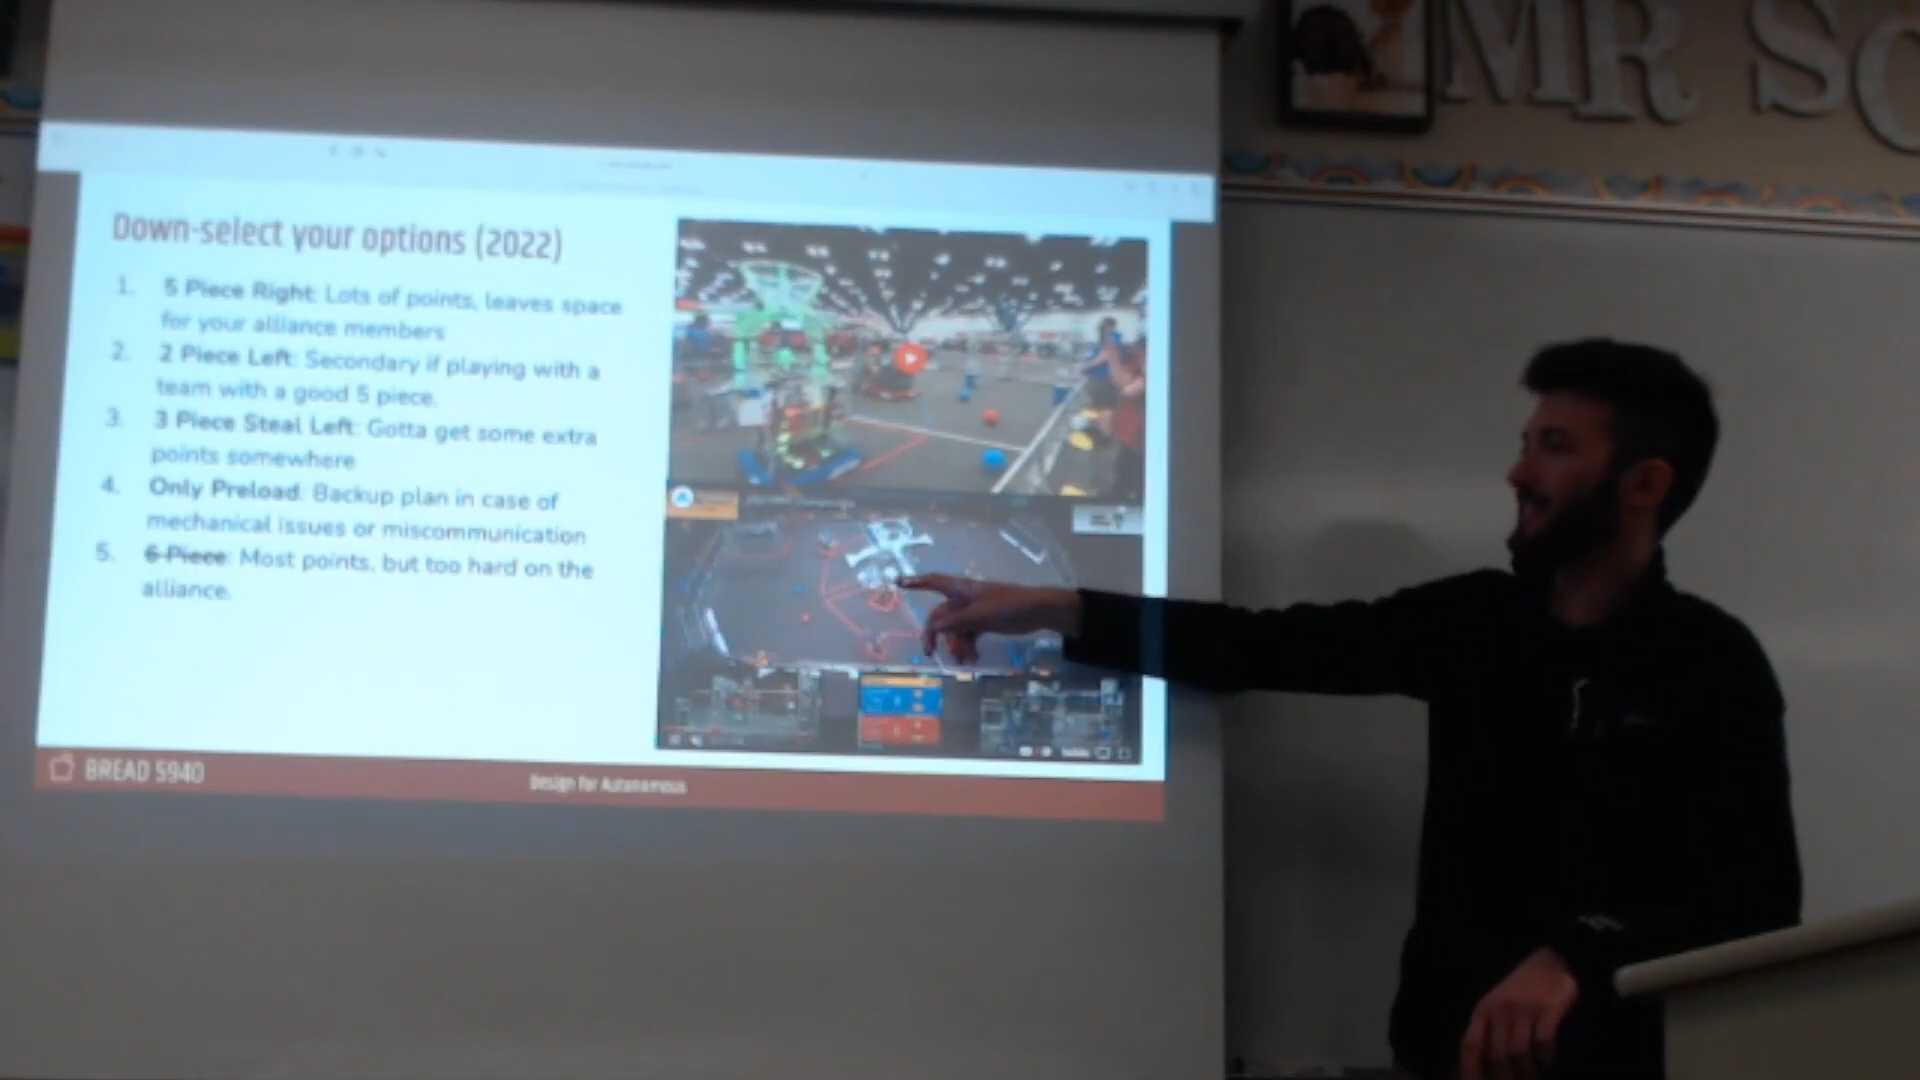 MR SC
Down-select your options (2022)
1. 5 Piece Right: Lots of points, leaves space
for your alliance members
2. 2 Piece Left: Secondary if playing with a
team with a good 5 piece.
3. 3 Piece Steal Left: Gotta get some extra
points somewhere
4. Only Preload: Backup plan in case of
mechanical issues or miscommunication
5. 6 Piece: Most points, but too hard on the
alliance.
BREAD 5940
Design for Autonomous